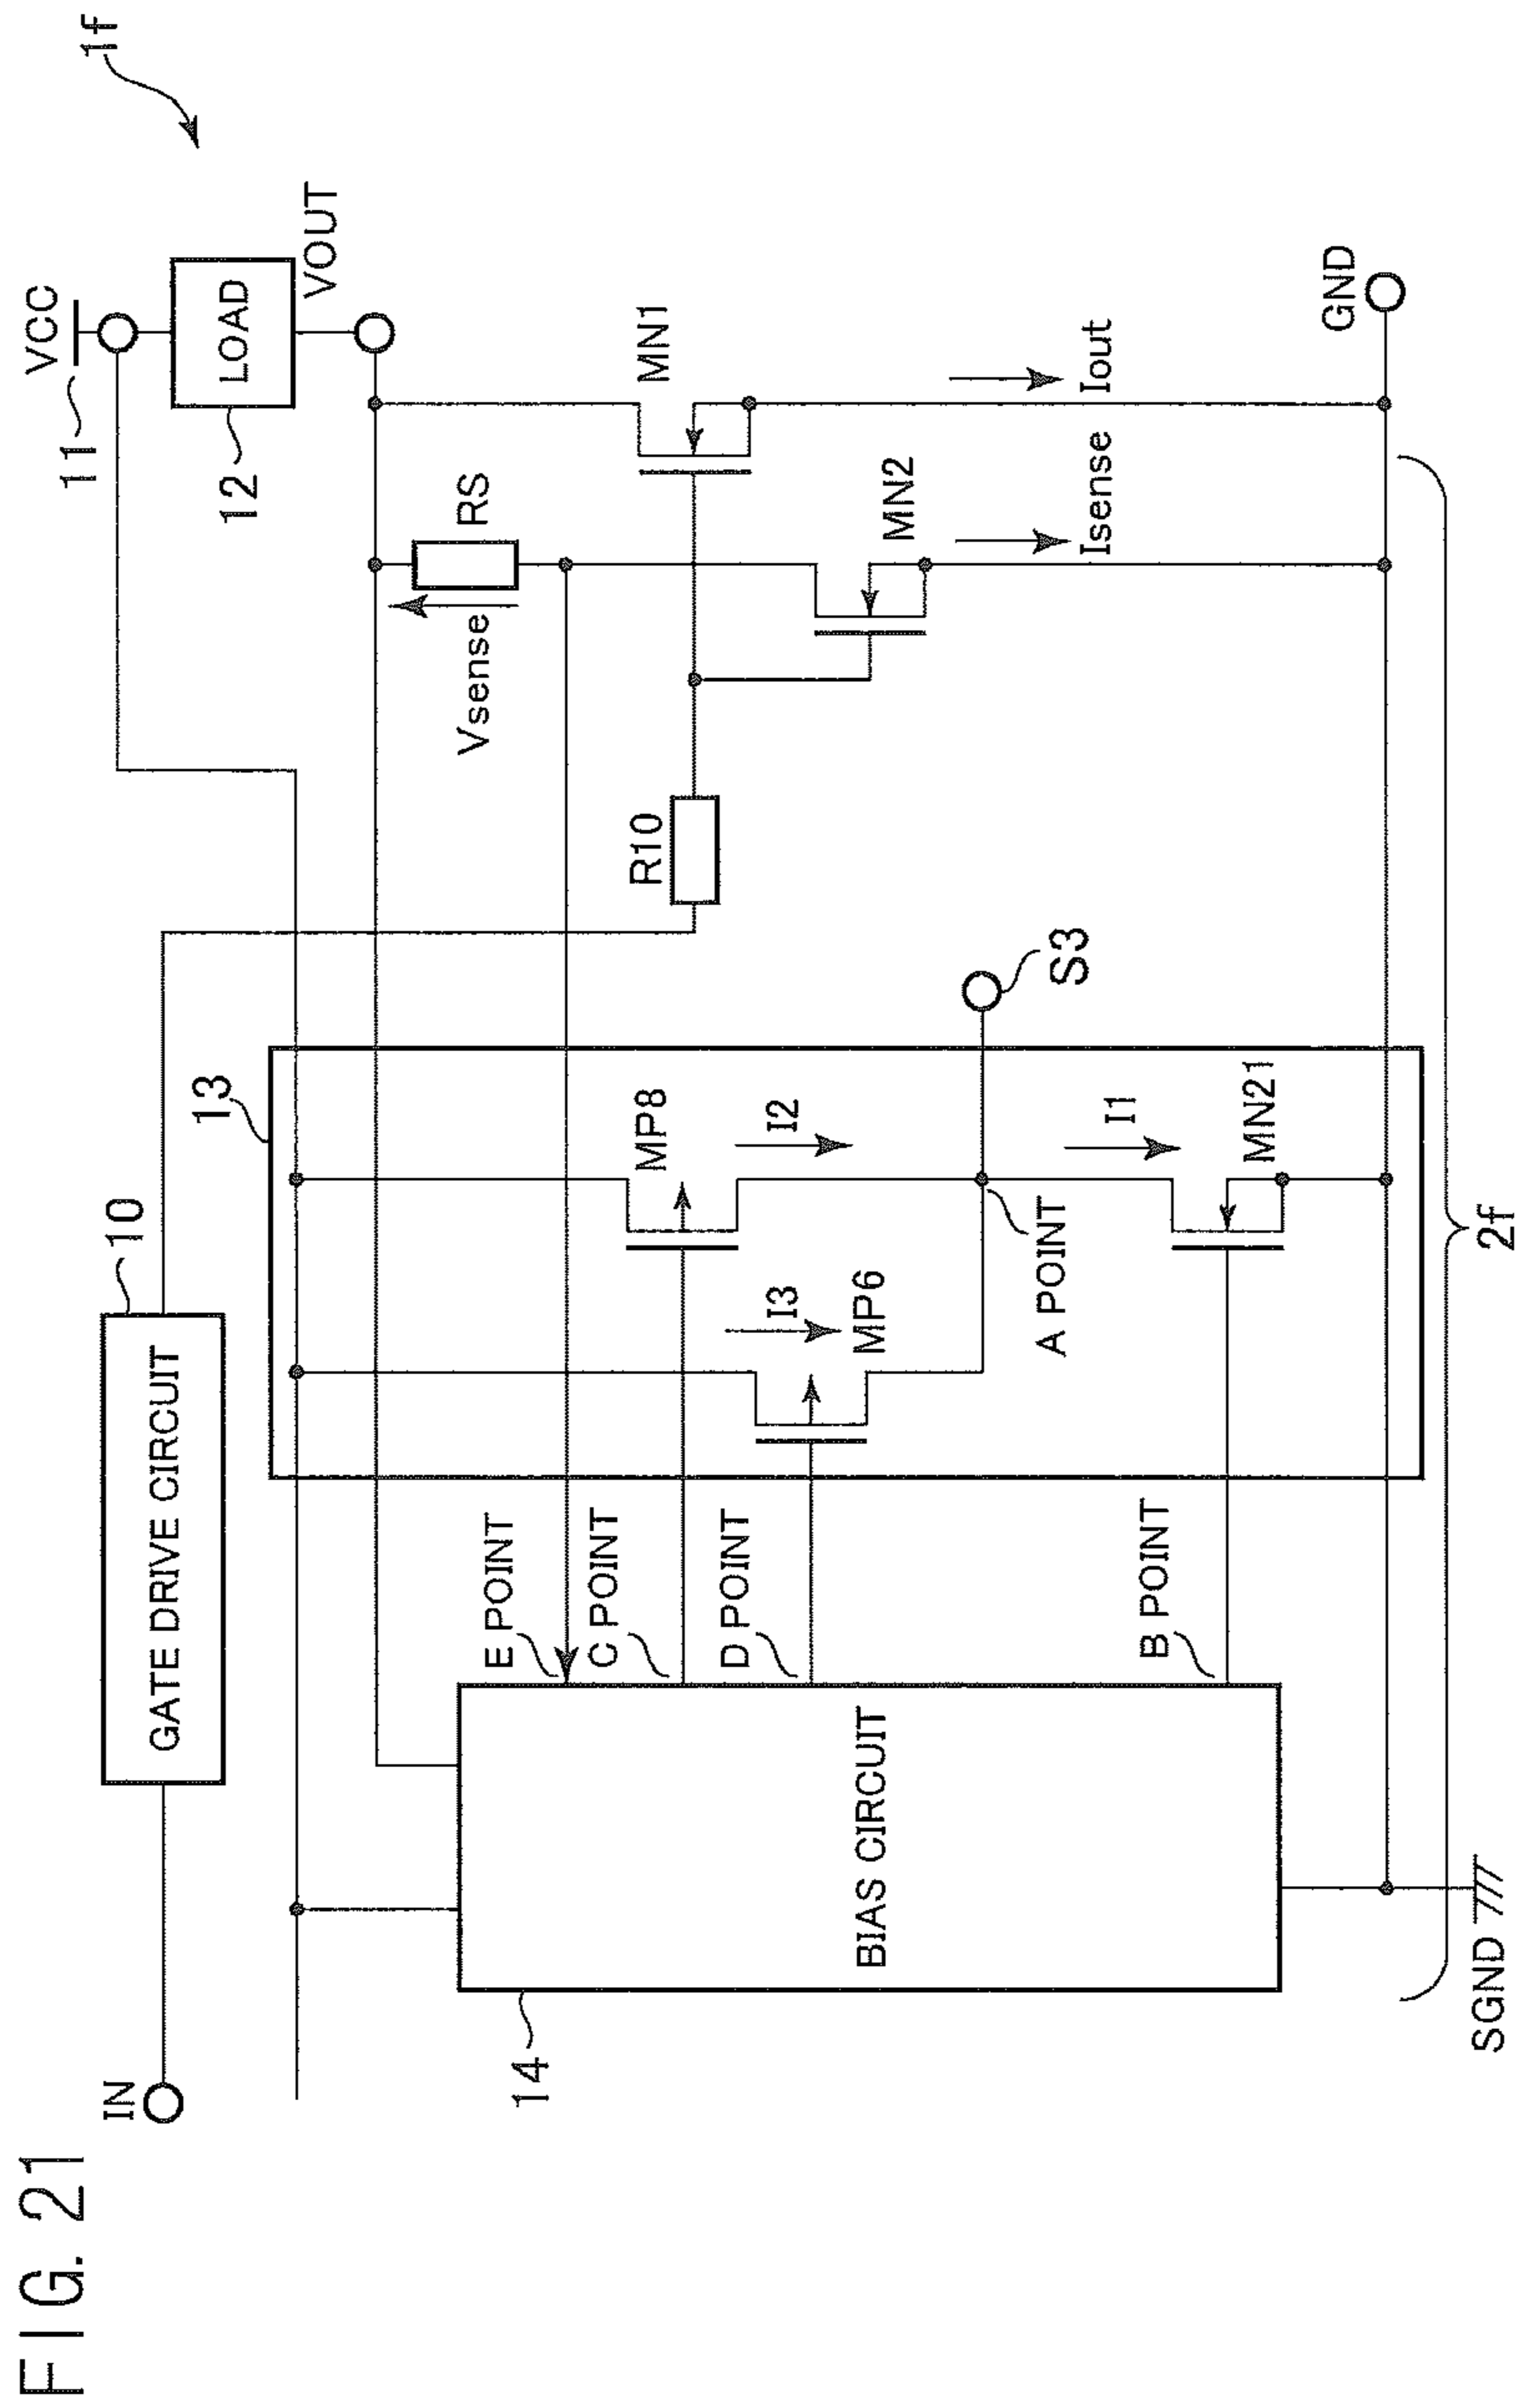 FIG. 21
1f
IN
GATE DRIVE CIRCUIT
10
VCC
11
LOAD
12
VOUT
13
RS
Vsense
R10
MN1
MN2
Iout
Isense
GND
E POINT
C POINT
D POINT
B POINT
MP8
I2
I3
MP6
A POINT
S3
I1
MN21
BIAS CIRCUIT
14
SGND
2f